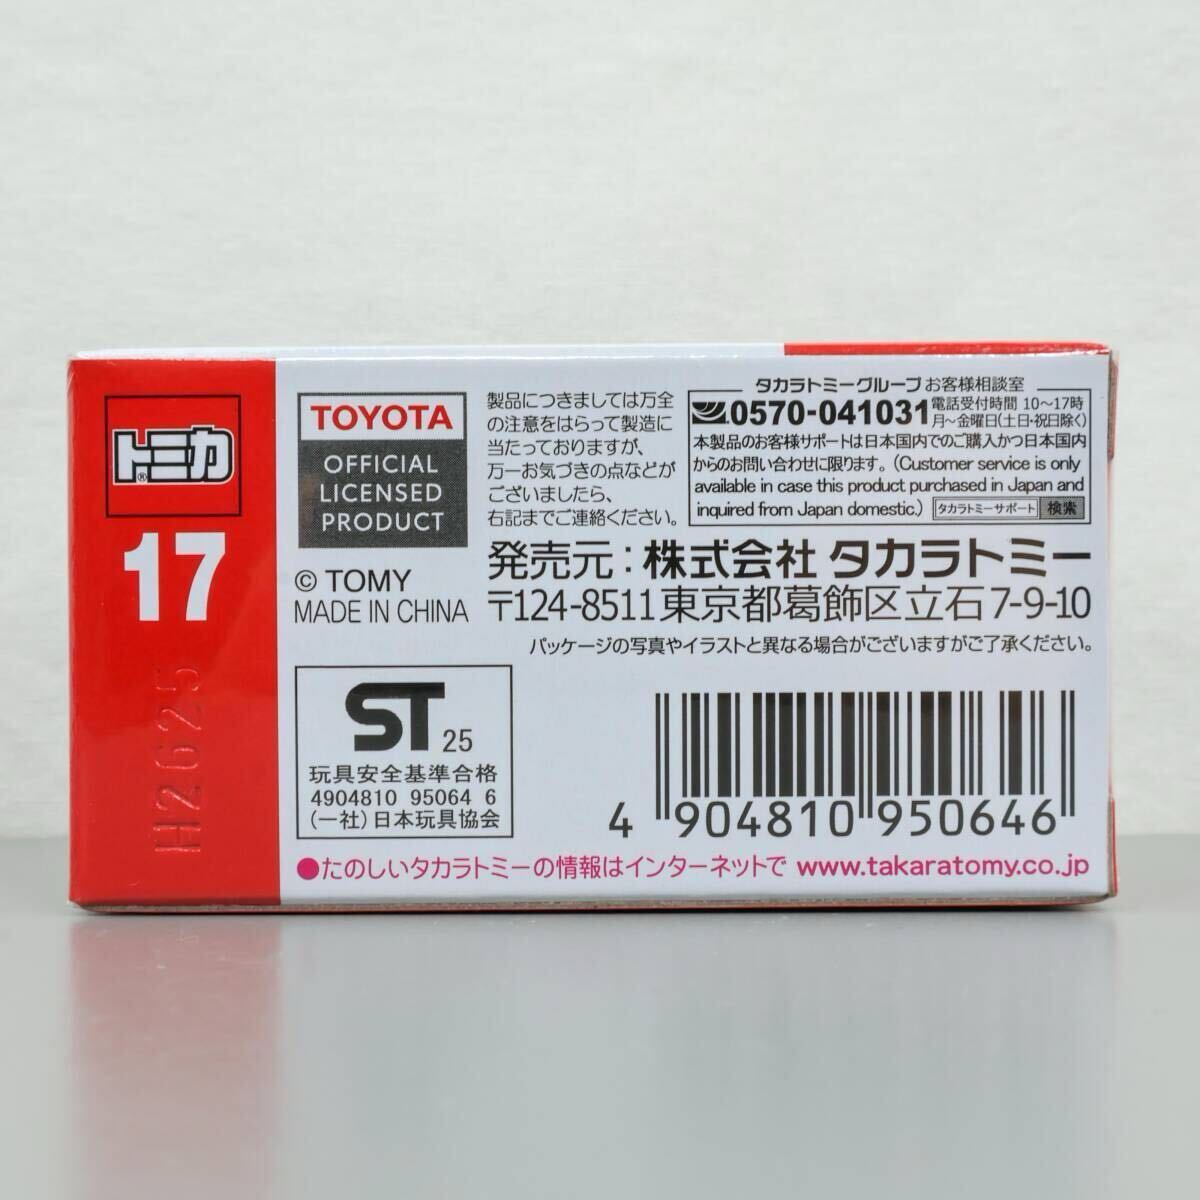 トミカ®
17
H2625
TOYOTA
OFFICIAL
LICENSED
PRODUCT
© TOMY
MADE IN CHINA
製品につきましては万全
の注意をはらって製造に
当たっておりますが、
万一お気づきの点などが
ございましたら、
右記までご連絡ください。
タカラトミーグループ お客様相談室
0570-041031 電話受付時間 10〜17時
月〜金曜日(土日・祝日除く)
本製品のお客様サポートは日本国内でのご購入かつ日本国内
からのお問い合わせに限ります。(Customer service is only
available in case this product purchased in Japan and
inquired from Japan domestic.) タカラトミーサポート 検索
発売元:株式会社 タカラトミー
〒124-8511東京都葛飾区立石7-9-10
パッケージの写真やイラストと異なる場合がございますがご了承ください。
ST 25
玩具安全基準合格
4904810 95064 6
(一社)日本玩具協会
4 904810 950646
●たのしいタカラトミーの情報はインターネットで www.takaratomy.co.jp